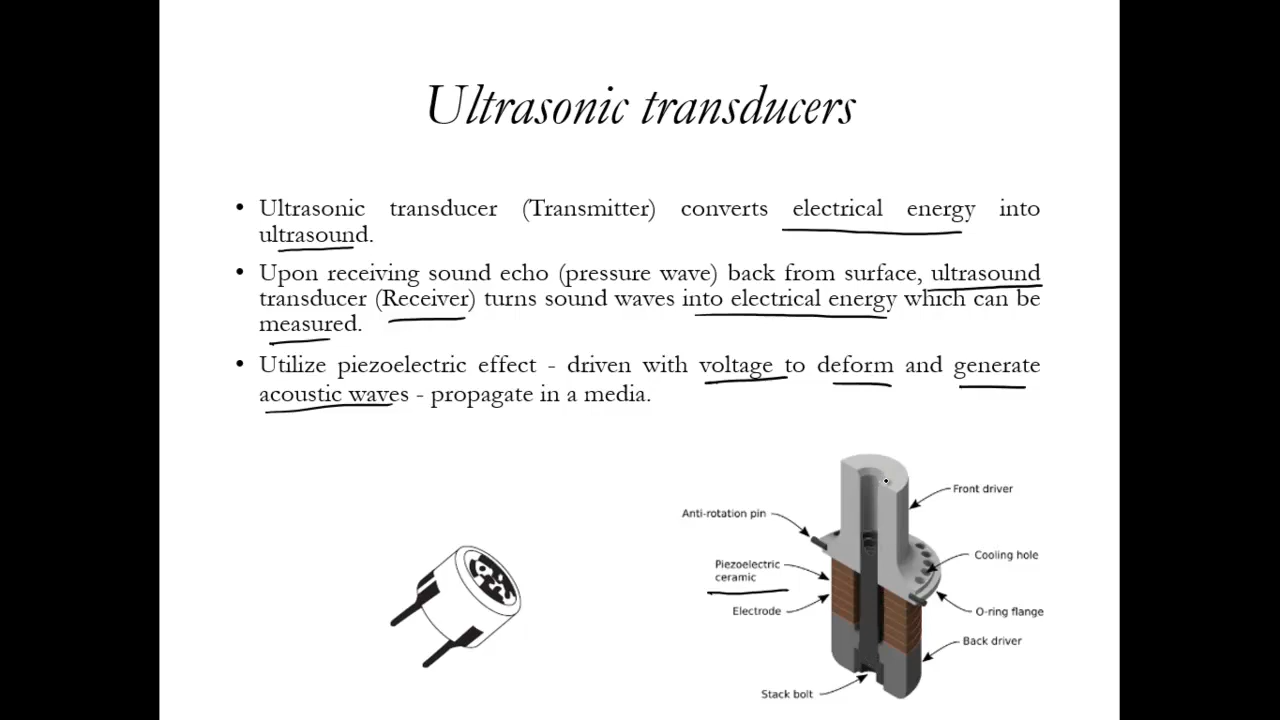 Ultrasonic transducers
• Ultrasonic transducer (Transmitter) converts electrical energy into
ultrasound.
• Upon receiving sound echo (pressure wave) back from surface, ultrasound
transducer (Receiver) turns sound waves into electrical energy which can be
measured.
• Utilize piezoelectric effect - driven with voltage to deform and generate
acoustic waves - propagate in a media.
Front driver
Anti-rotation pin
Cooling hole
Piezoelectric
ceramic
Electrode
O-ring flange
Back driver
Stack bolt